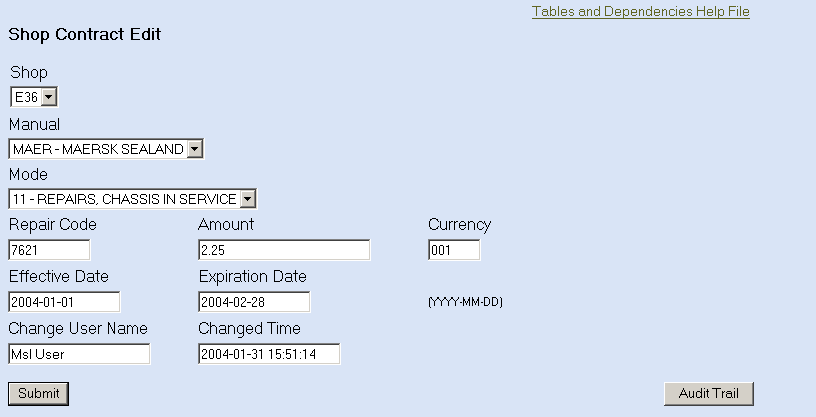 Tables and Dependencies Help File
Shop Contract Edit
Shop
E36
Manual
MAER - MAERSK SEALAND
Mode
11 - REPAIRS, CHASSIS IN SERVICE
Repair Code Amount Currency
7621 2.25 001
Effective Date Expiration Date
2004-01-01 2004-02-28 (YYYY-MM-DD)
Change User Name Changed Time
Msl User 2004-01-31 15:51:14
Submit Audit Trail